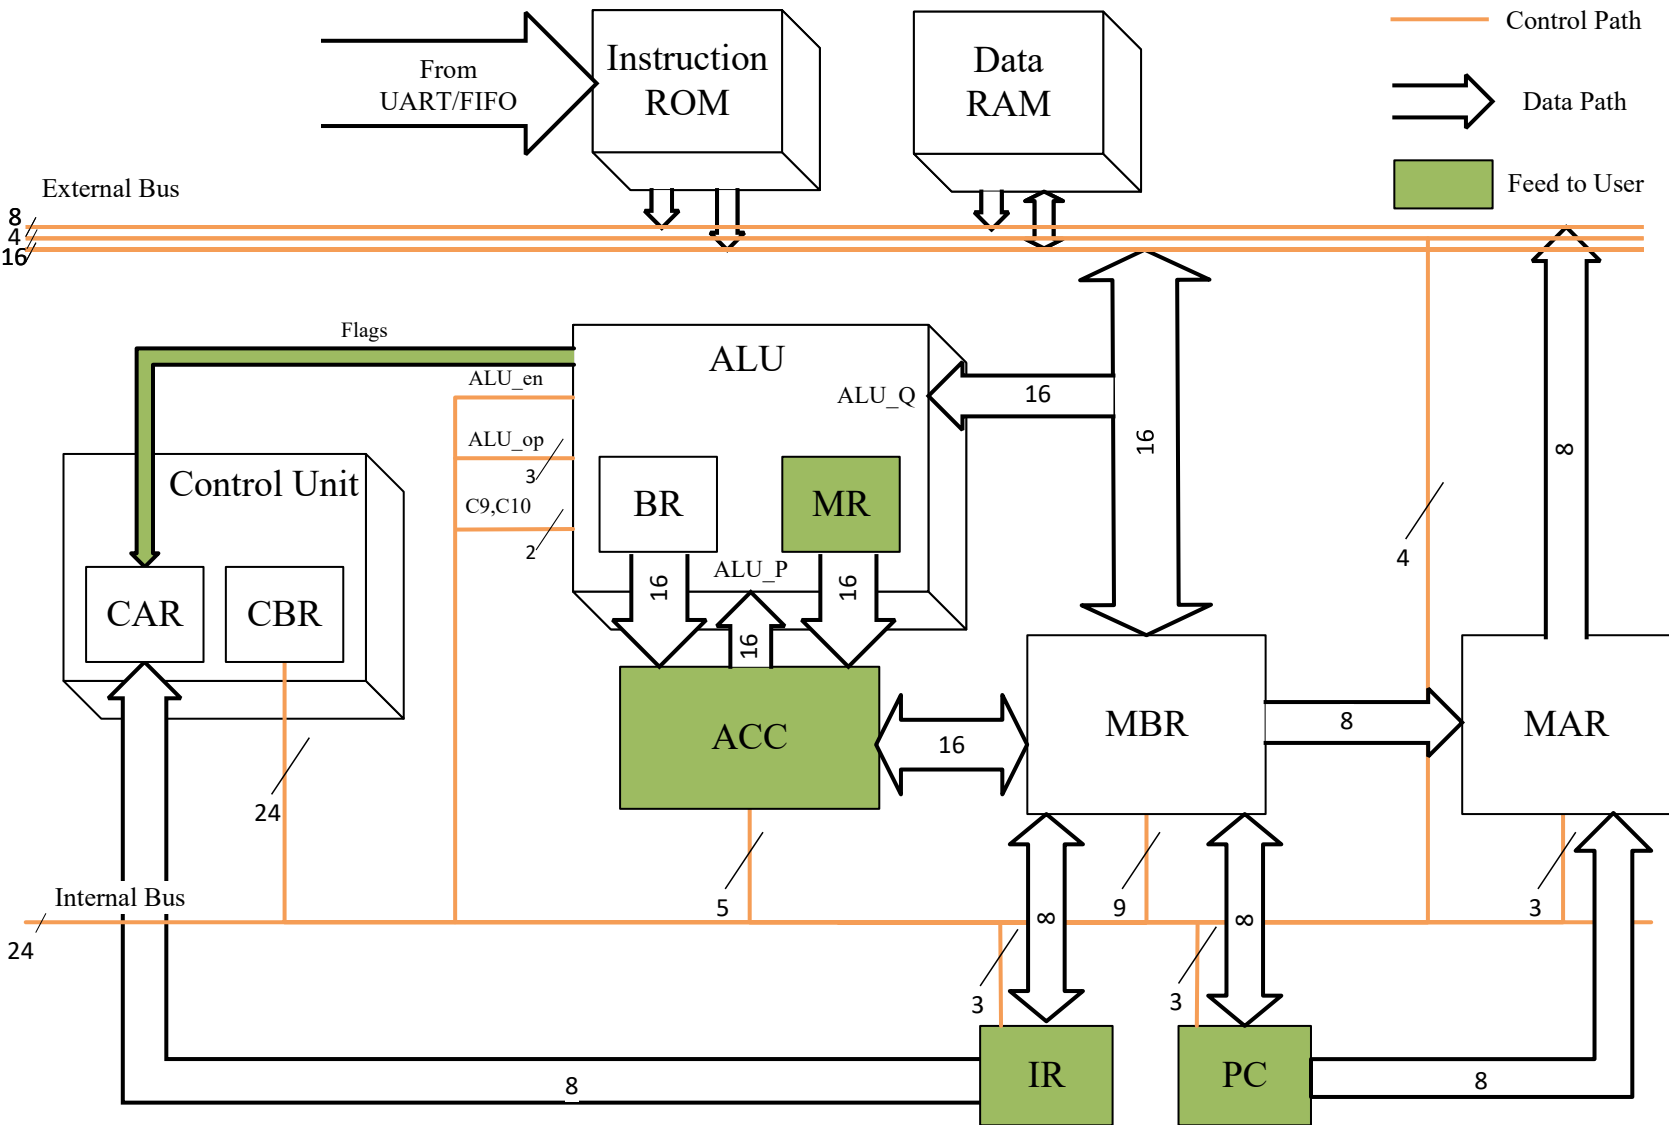 Control Path
Instruction
ROM
Data
RAM
From
UART/FIFO
Data Path
Feed to User
External Bus
8
4
16
Flags
ALU
ALU_en
ALU_Q
16
ALU_op
3
16
8
Control Unit
C9,C10
2
BR
MR
4
ALU_P
16
16
16
CAR
CBR
ACC
16
MBR
8
MAR
24
Internal Bus
24
5
9
3
8
8
3
3
IR
PC
8
8